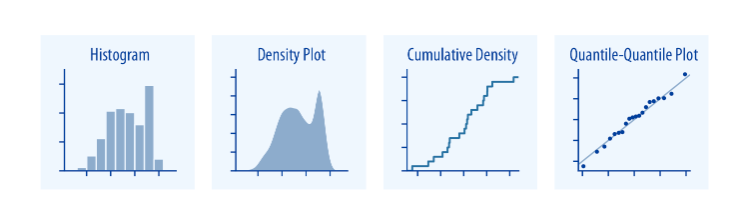 Histogram
Density Plot
Cumulative Density
Quantile-Quantile Plot